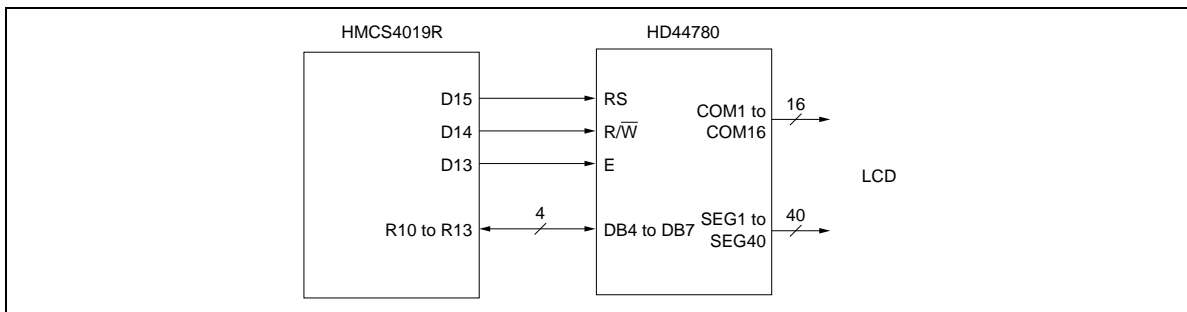 HMCS4019R
HD44780
D15
RS
D14
R/W̅
D13
E
R10 to R13
4
DB4 to DB7
COM1 to
COM16
16
SEG1 to
SEG40
40
LCD